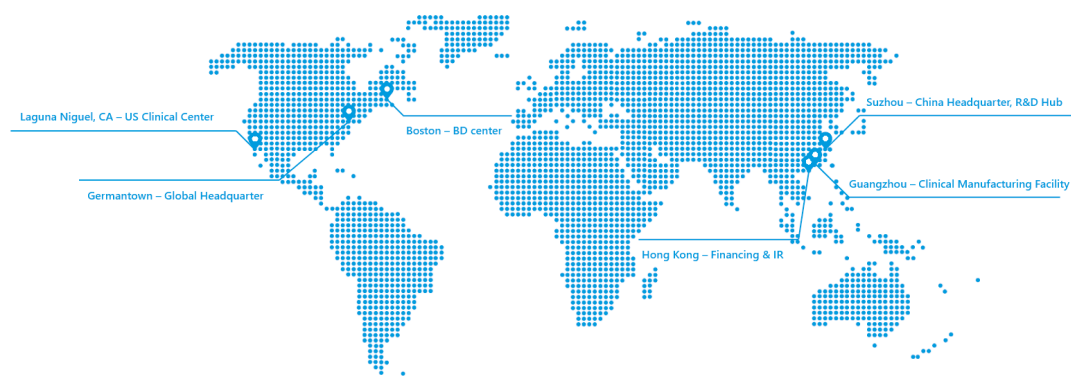 Laguna Niguel, CA – US Clinical Center
Germantown – Global Headquarter
Boston – BD center
Suzhou – China Headquarter, R&D Hub
Guangzhou – Clinical Manufacturing Facility
Hong Kong – Financing & IR